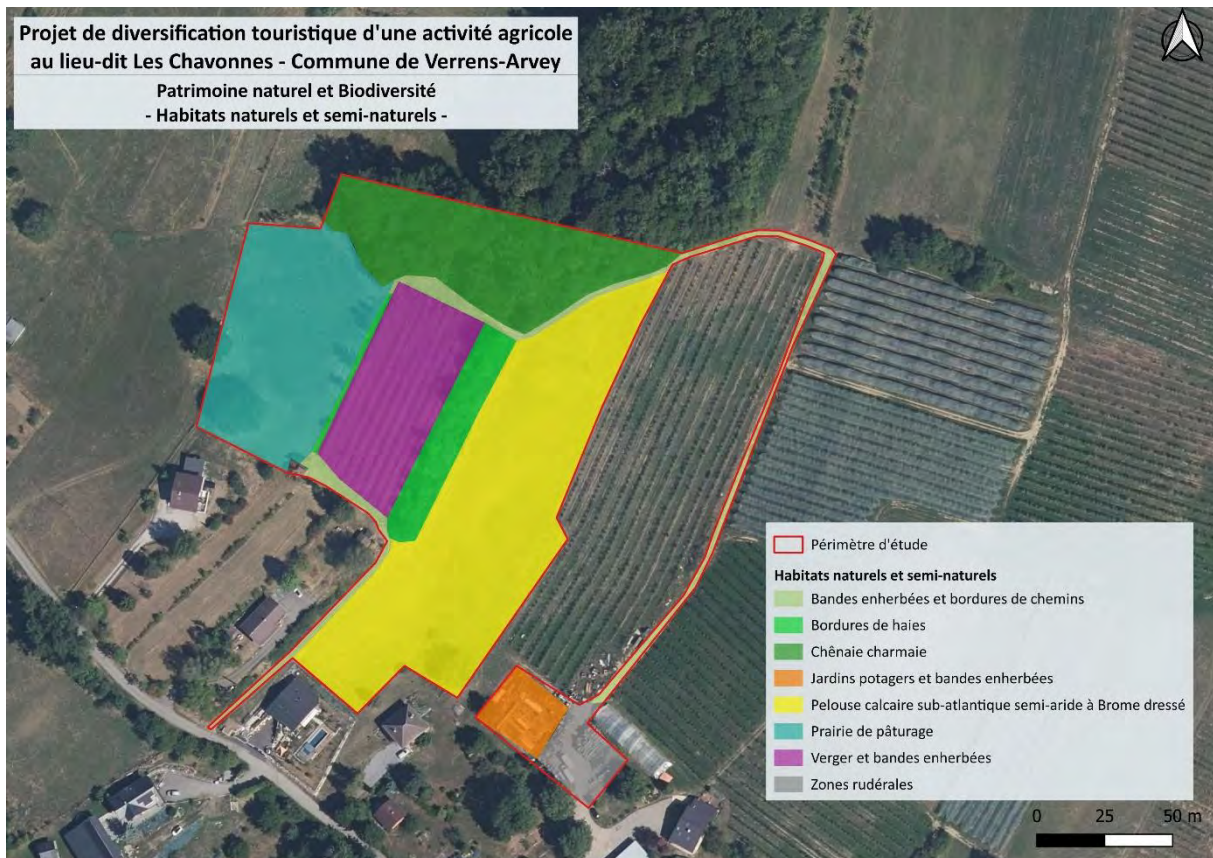 Projet de diversification touristique d'une activité agricole
au lieu-dit Les Chavonnes - Commune de Verrens-Arvey
Patrimoine naturel et Biodiversité
- Habitats naturels et semi-naturels -
Périmètre d'étude
Habitats naturels et semi-naturels
Bandes enherbées et bordures de chemins
Bordures de haies
Chênaie charmaie
Jardins potagers et bandes enherbées
Pelouse calcaire sub-atlantique semi-aride à Brome dressé
Prairie de pâturage
Verger et bandes enherbées
Zones rudérales
0 25 50 m